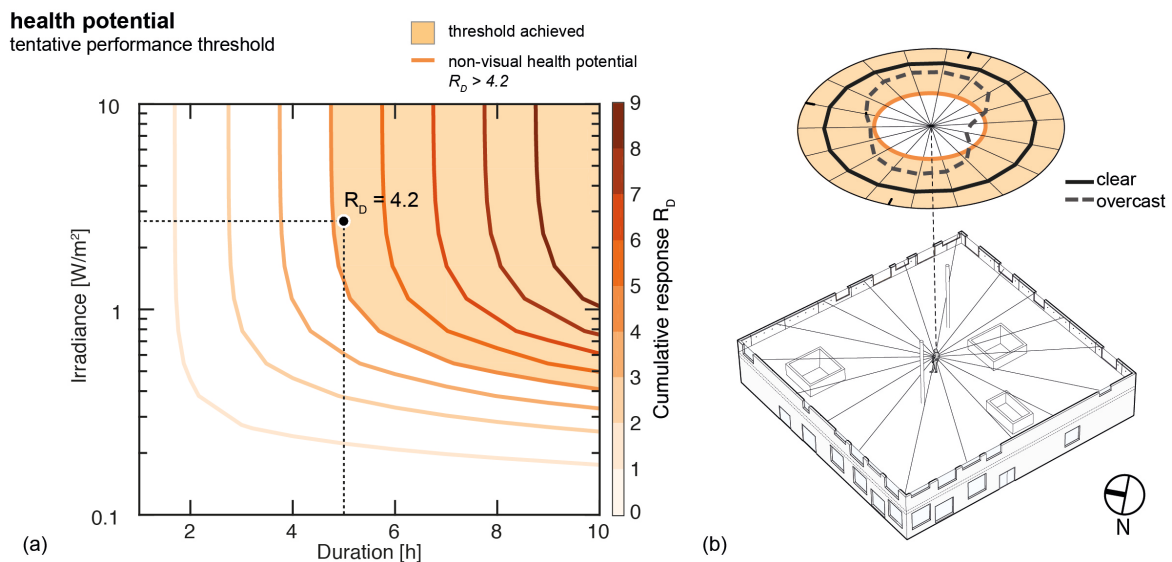 health potential
tentative performance threshold
threshold achieved
non-visual health potential
R_D > 4.2
10
1
0.1
Irradiance [W/m²]
R_D = 4.2
2
4
6
8
10
Duration [h]
9
8
7
6
5
4
3
2
1
0
Cumulative response R_D
(a)
clear
overcast
N
(b)